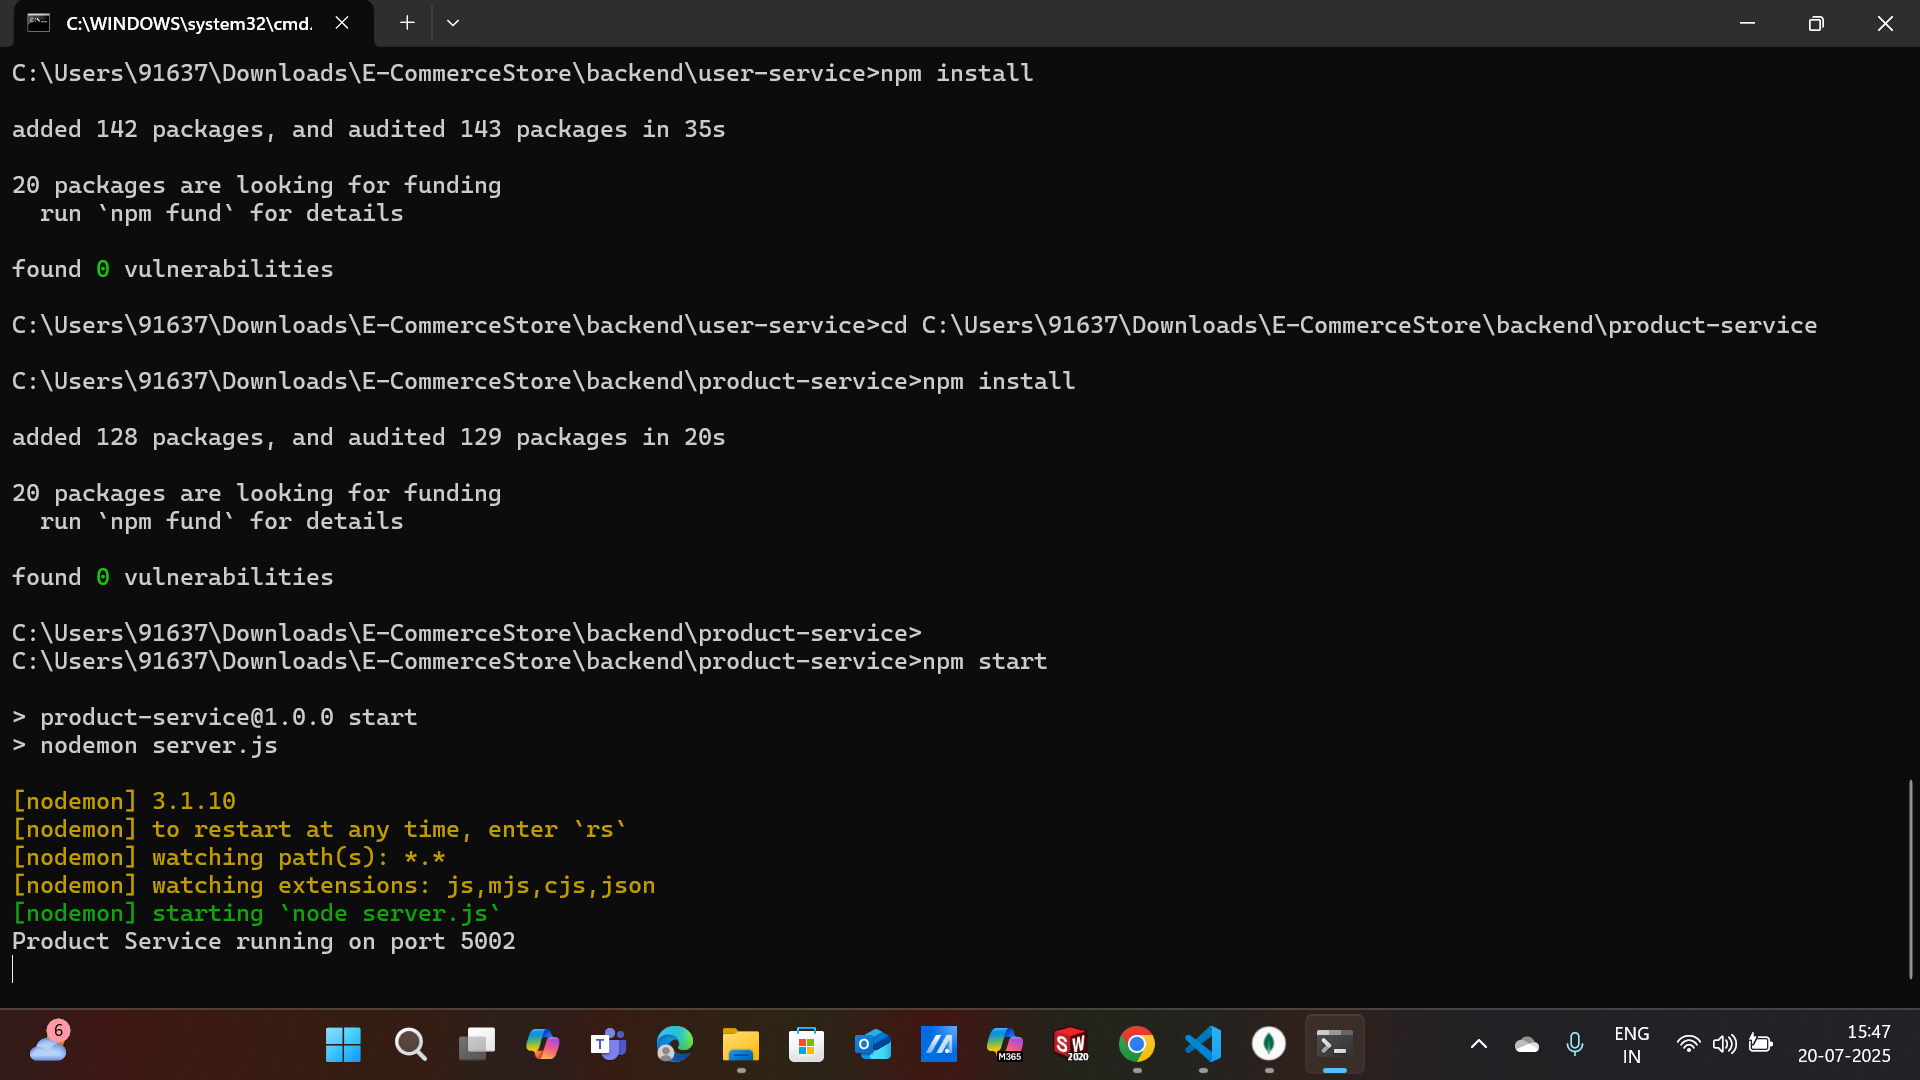 C:\WINDOWS\system32\cmd.
C:\Users\91637\Downloads\E-CommerceStore\backend\user-service>npm install
added 142 packages, and audited 143 packages in 35s
20 packages are looking for funding
  run `npm fund` for details
found 0 vulnerabilities
C:\Users\91637\Downloads\E-CommerceStore\backend\user-service>cd C:\Users\91637\Downloads\E-CommerceStore\backend\product-service
C:\Users\91637\Downloads\E-CommerceStore\backend\product-service>npm install
added 128 packages, and audited 129 packages in 20s
20 packages are looking for funding
  run `npm fund` for details
found 0 vulnerabilities
C:\Users\91637\Downloads\E-CommerceStore\backend\product-service>
C:\Users\91637\Downloads\E-CommerceStore\backend\product-service>npm start
> product-service@1.0.0 start
> nodemon server.js
[nodemon] 3.1.10
[nodemon] to restart at any time, enter `rs`
[nodemon] watching path(s): *.*
[nodemon] watching extensions: js,mjs,cjs,json
[nodemon] starting `node server.js`
Product Service running on port 5002
6
T
O
M365
SW
2020
ENG
IN
15:47
20-07-2025